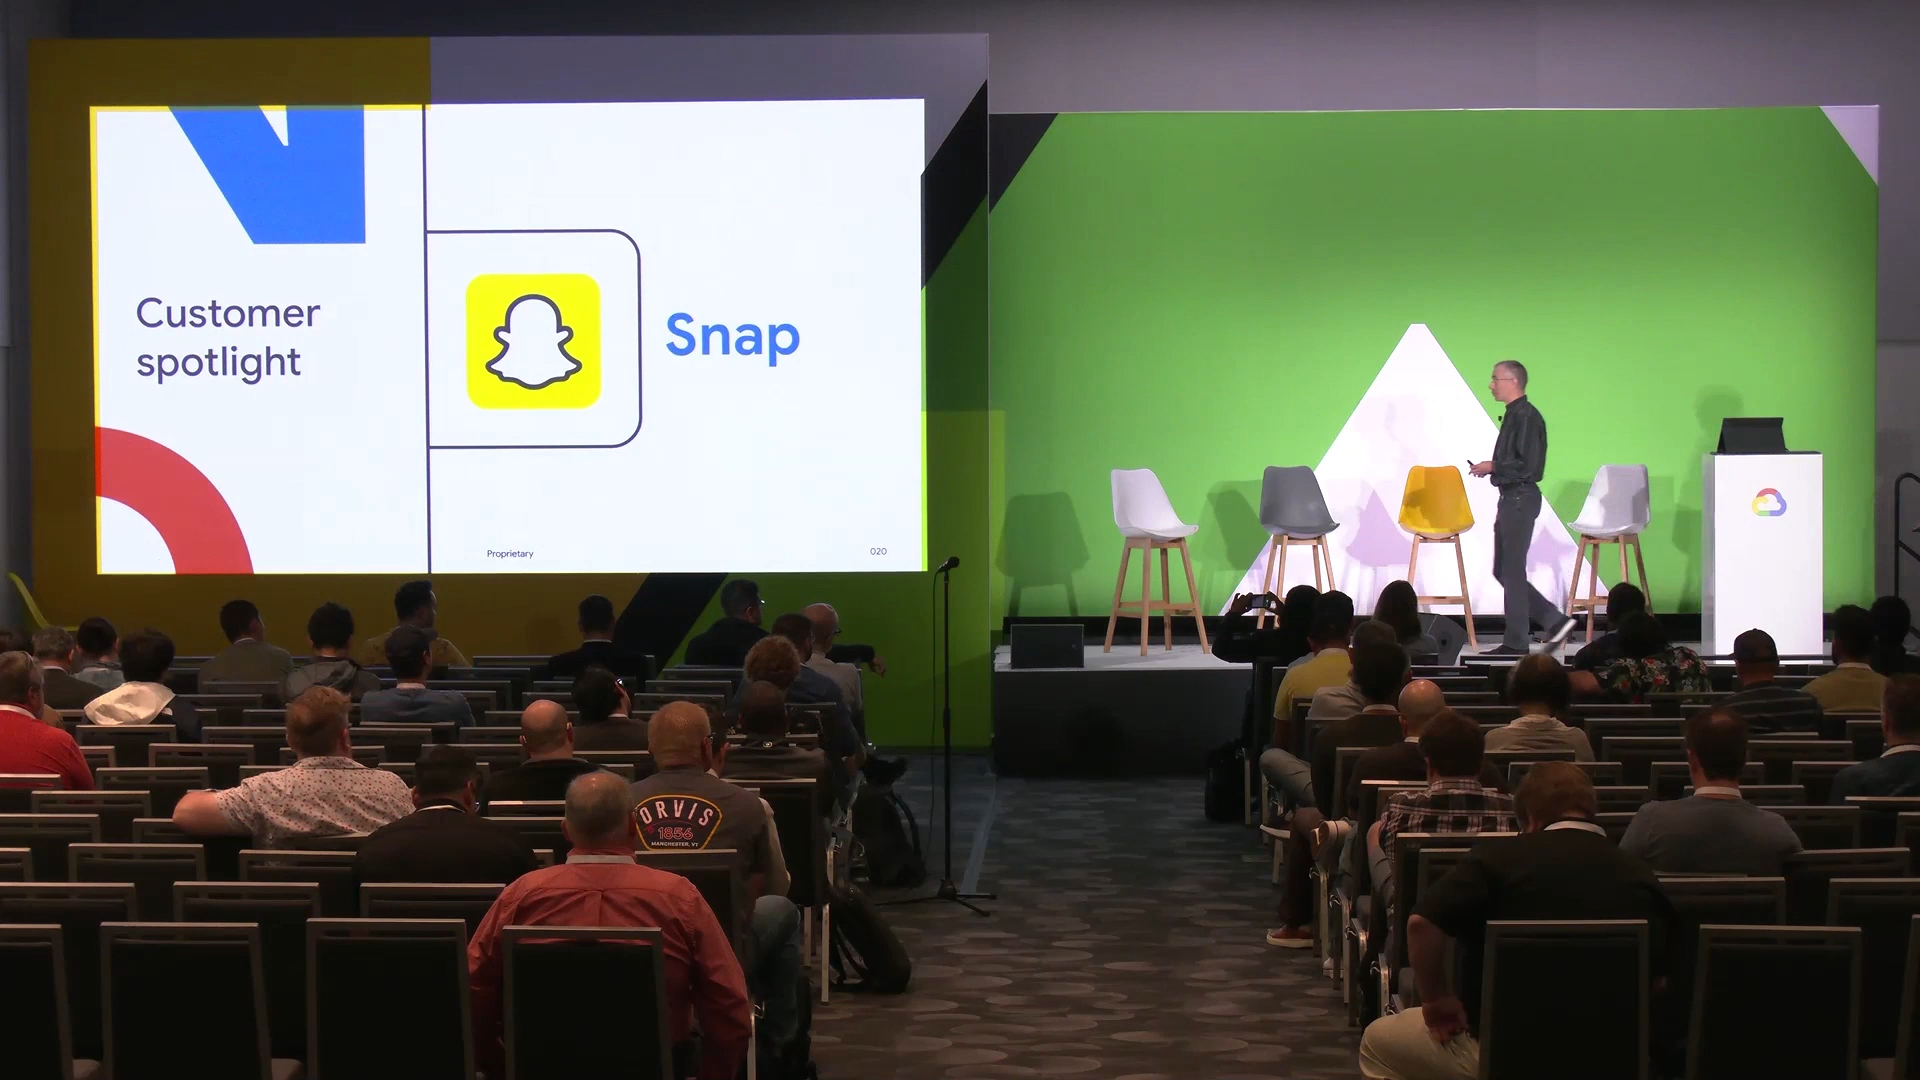 Customer
spotlight
Snap
Proprietary
020
ORVIS
1856
MANCHESTER, VT